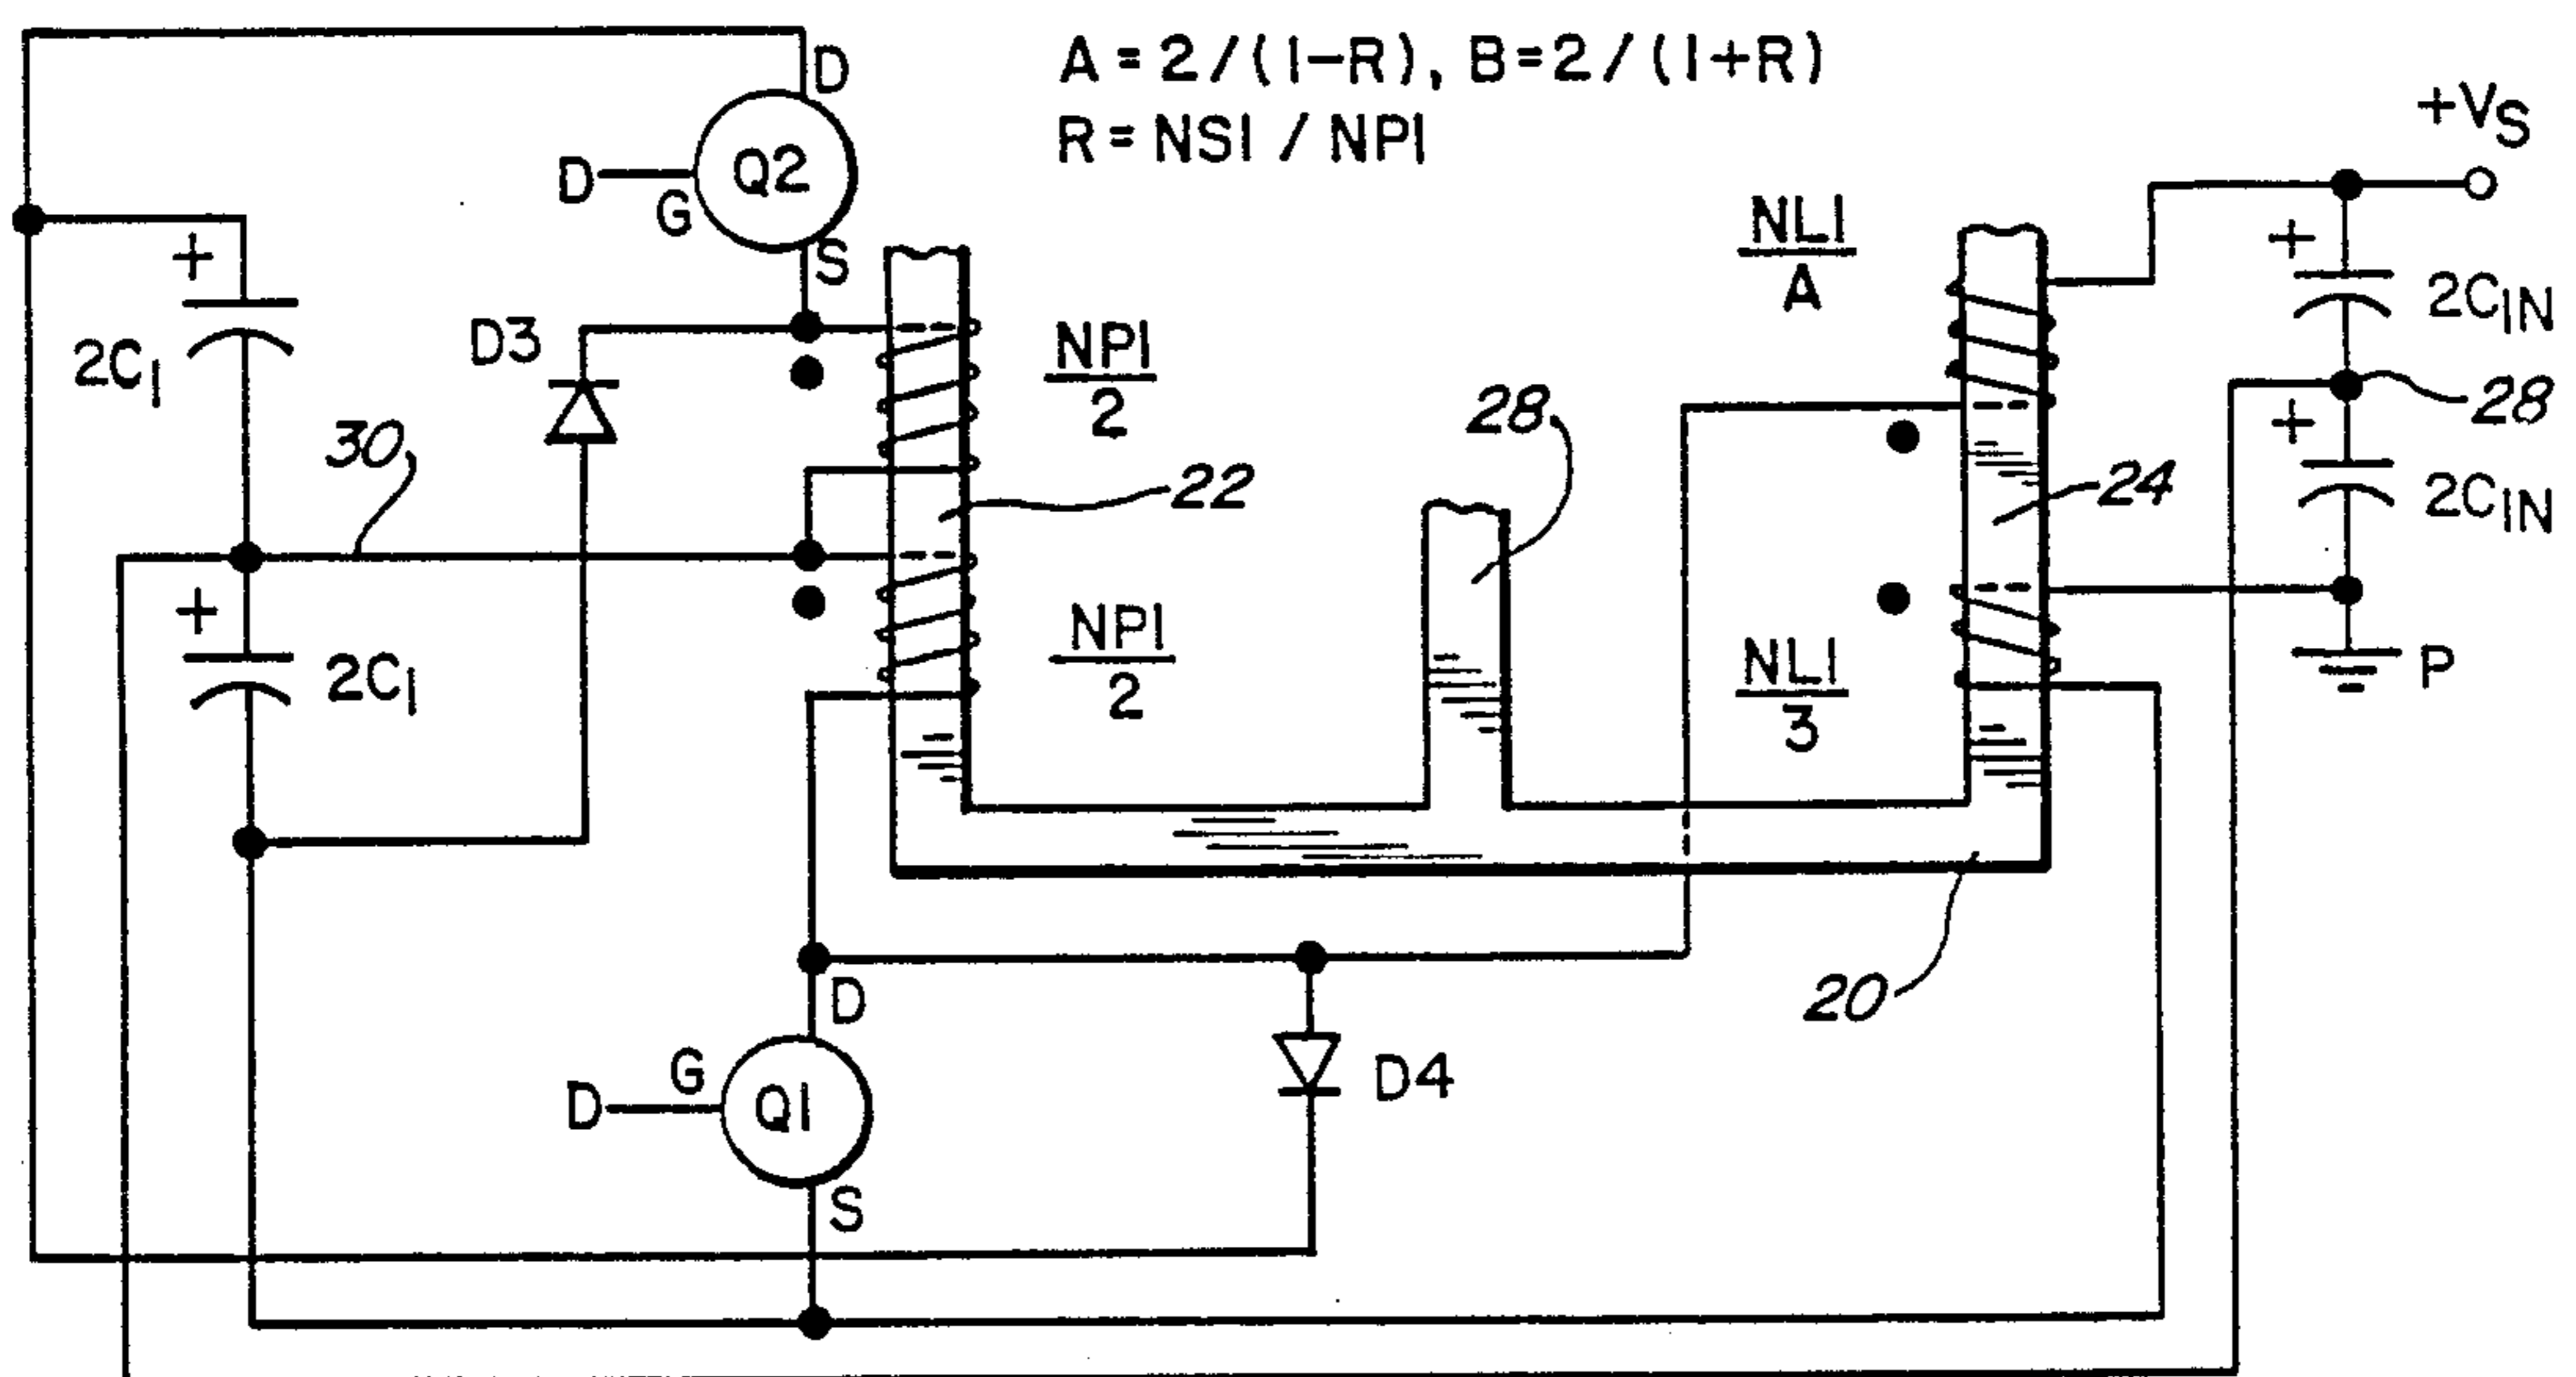 A = 2 / (1-R), B = 2 / (1+R)
R = NS1 / NP1
D
Q2
D
G
S
+VS
+
2C1
D3
NP1
2
NL1
A
+
2CIN
28
28
30
22
24
+
2CIN
+
2C1
NP1
2
NL1
3
P
20
D
G
D
Q1
S
D4